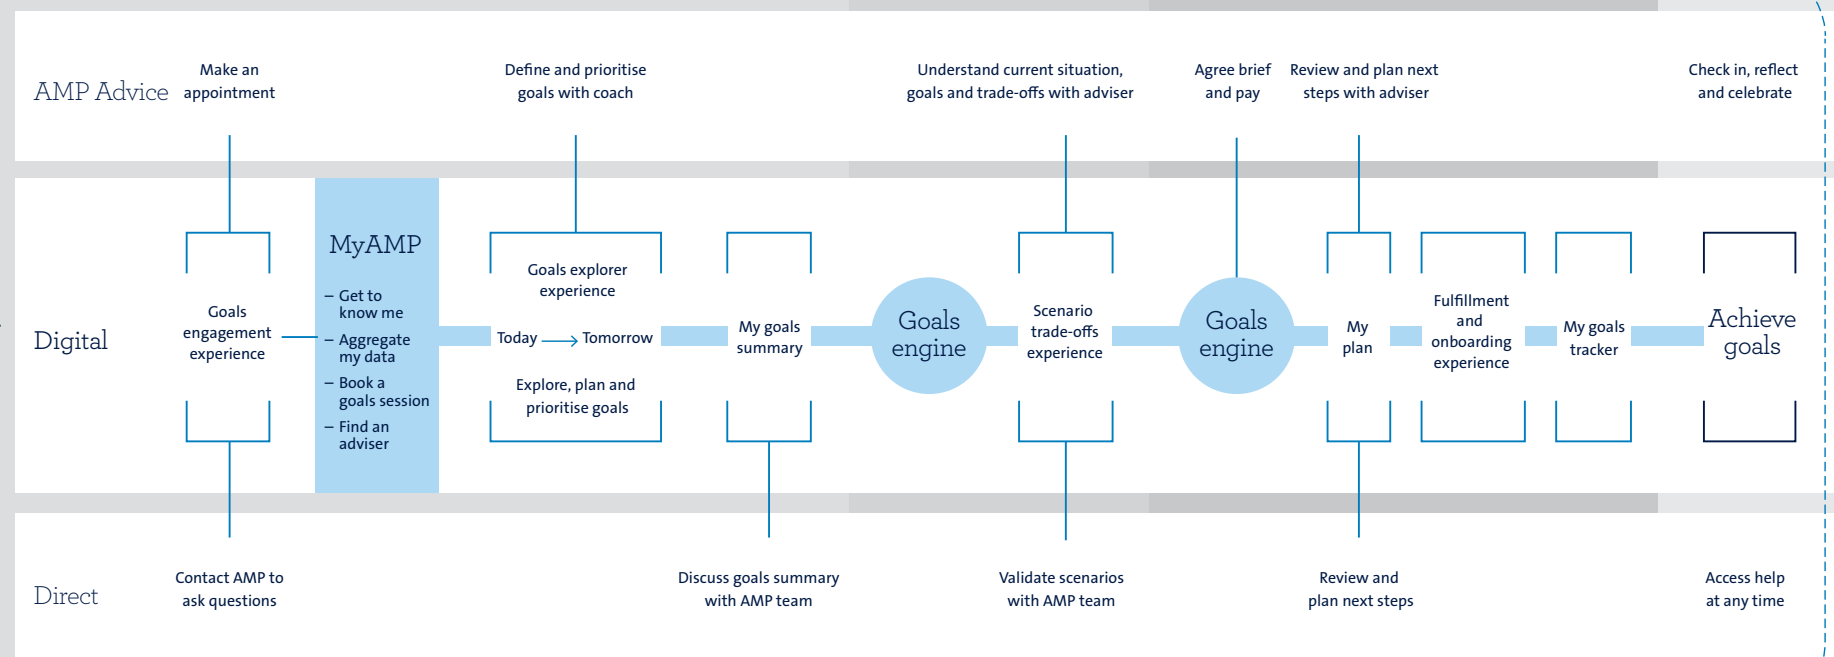 AMP Advice
Make an
appointment
Define and prioritise
goals with coach
Understand current situation,
goals and trade-offs with adviser
Agree brief
and pay
Review and plan next
steps with adviser
Check in, reflect
and celebrate
Digital
Goals
engagement
experience
MyAMP
– Get to
know me
– Aggregate
my data
– Book a
goals session
– Find an
adviser
Goals explorer
experience
Today
Tomorrow
Explore, plan and
prioritise goals
My goals
summary
Goals
engine
Scenario
trade-offs
experience
Goals
engine
My
plan
Fulfillment
and
onboarding
experience
My goals
tracker
Achieve
goals
Direct
Contact AMP to
ask questions
Discuss goals summary
with AMP team
Validate scenarios
with AMP team
Review and
plan next steps
Access help
at any time